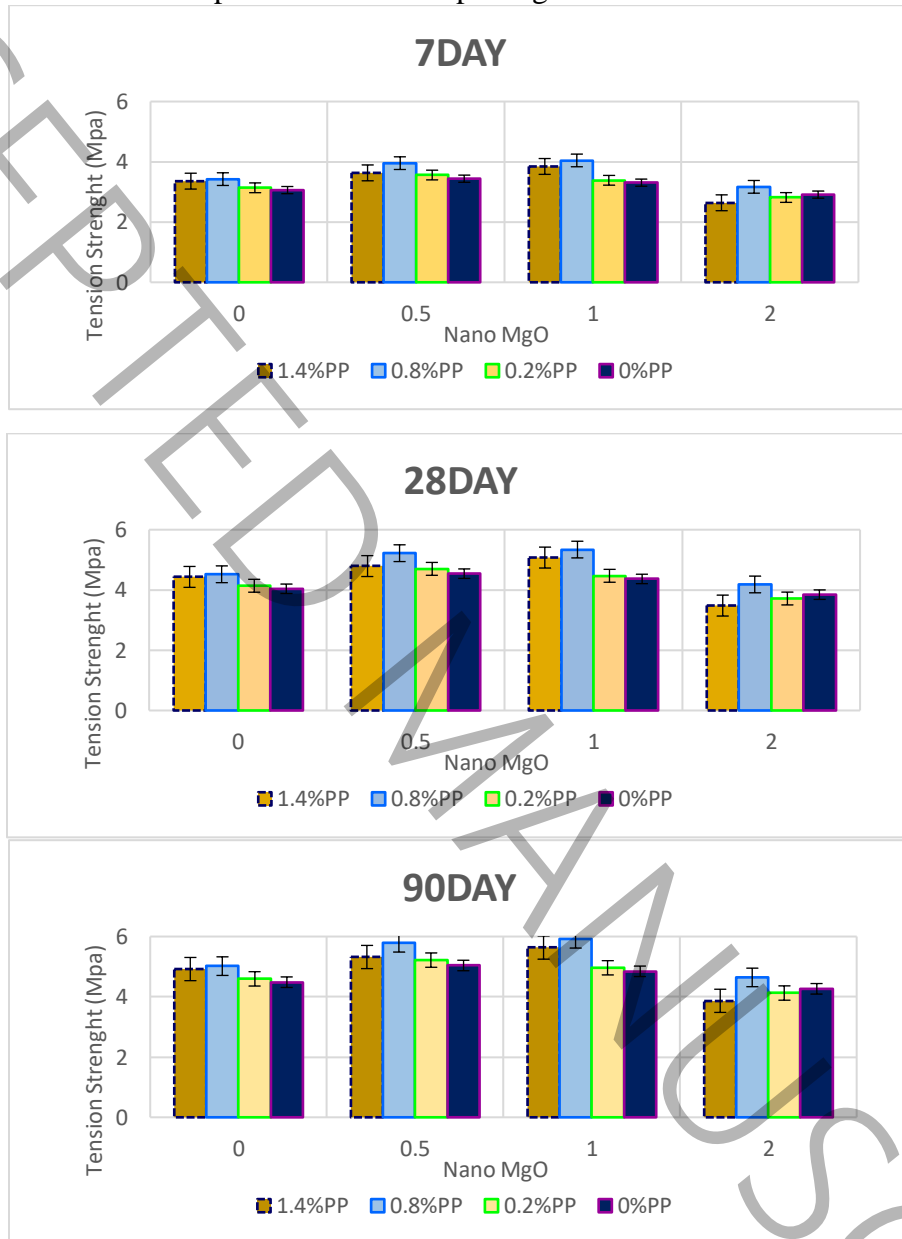 7DAY
Tension Strenght (Mpa)
6
4
2
0
0 0.5 1 2
Nano MgO
1.4%PP 0.8%PP 0.2%PP 0%PP
28DAY
Tension Strenght (Mpa)
6
4
2
0
0 0.5 1 2
Nano MgO
1.4%PP 0.8%PP 0.2%PP 0%PP
90DAY
Tension Strenght (Mpa)
6
4
2
0
0 0.5 1 2
Nano MgO
1.4%PP 0.8%PP 0.2%PP 0%PP
CEPTED MANUSC